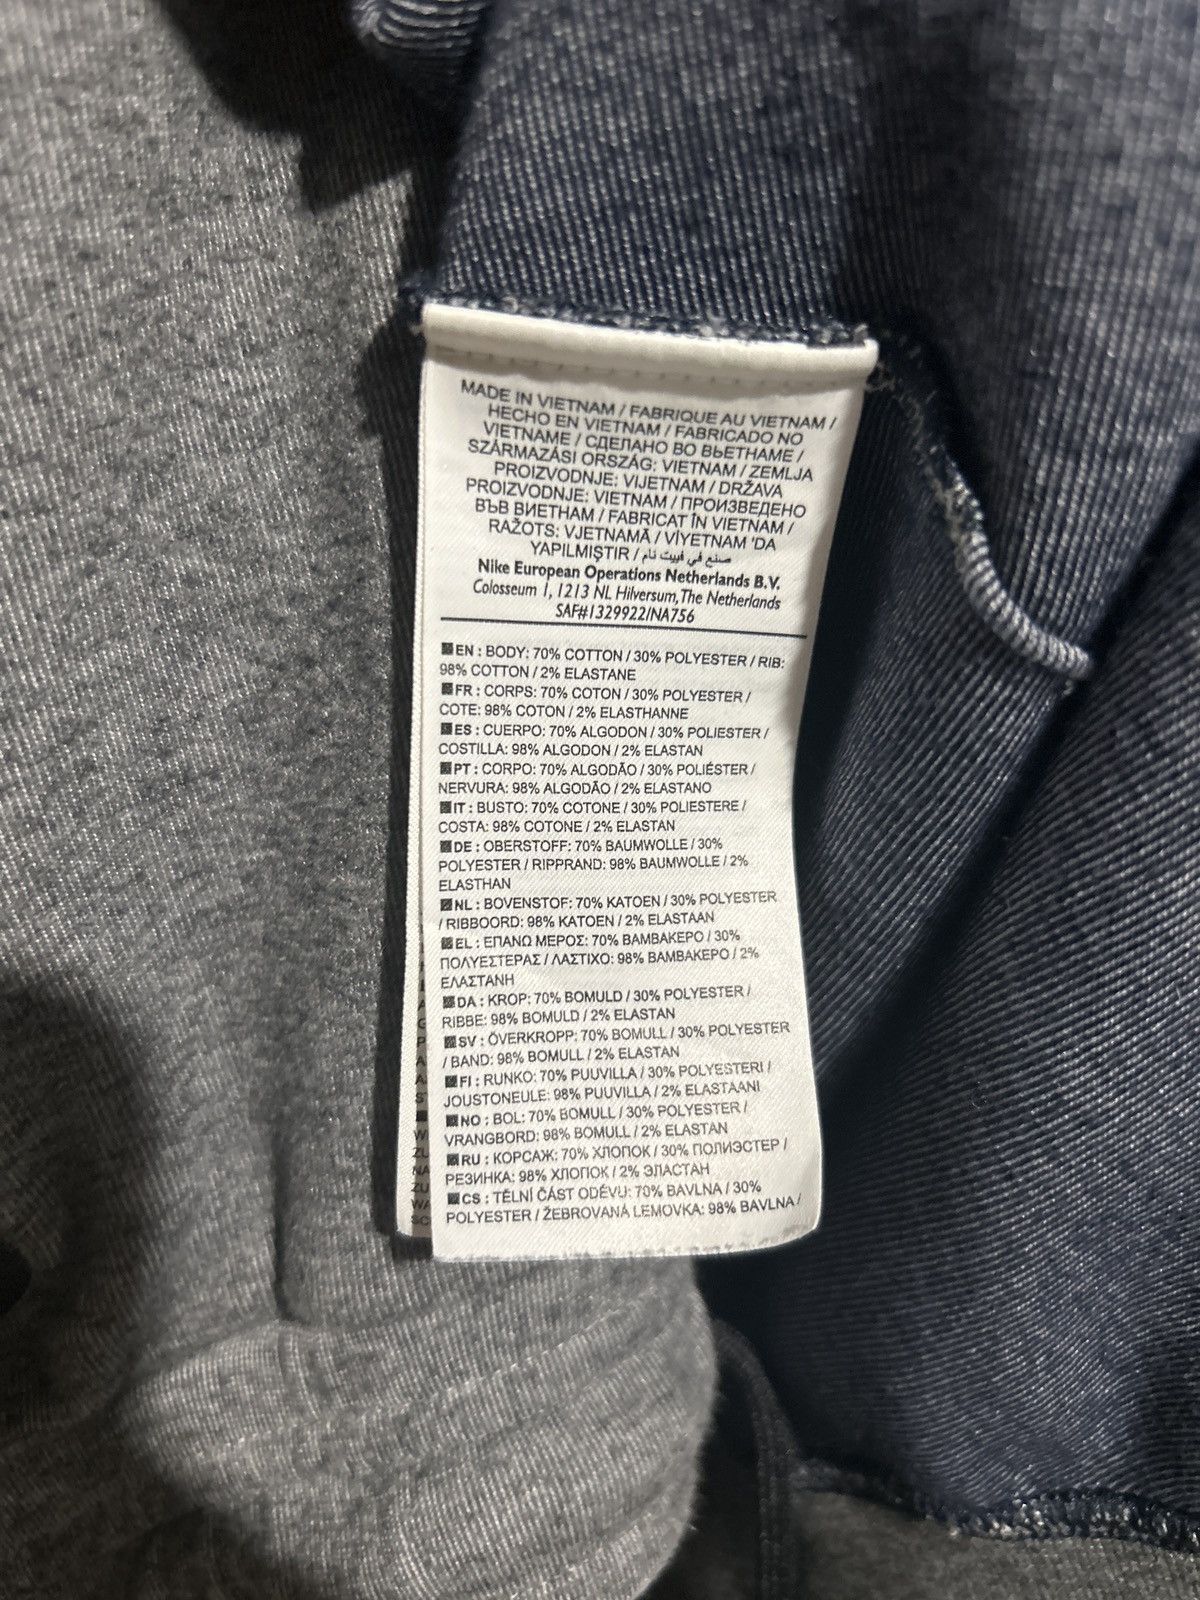 MADE IN VIETNAM / FABRIQUE AU VIETNAM /
HECHO EN VIETNAM / FABRICADO NO
VIETNAME / СДЕЛАНО ВО ВЬЕТНАМЕ /
SZÁRMAZÁSI ORSZÁG: VIETNAM / ZEMLJA
PROIZVODNJE: VIJETNAM / DRŽAVA
PROIZVODNJE: VIETNAM / ПРОИЗВЕДЕНО
ВЪВ ВИЕТНАМ / FABRICAT ÎN VIETNAM /
RAŽOTS: VJETNAMĀ / VİYETNAM 'DA
YAPILMIŞTIR / صنع في فييت نام
Nike European Operations Netherlands B.V.
Colosseum 1, 1213 NL Hilversum, The Netherlands
SAF#1329922/NA756
EN : BODY: 70% COTTON / 30% POLYESTER / RIB:
98% COTTON / 2% ELASTANE
FR : CORPS: 70% COTON / 30% POLYESTER /
COTE: 98% COTON / 2% ELASTHANNE
ES : CUERPO: 70% ALGODON / 30% POLIESTER /
COSTILLA: 98% ALGODON / 2% ELASTAN
PT : CORPO: 70% ALGODÃO / 30% POLIÉSTER /
NERVURA: 98% ALGODÃO / 2% ELASTANO
IT : BUSTO: 70% COTONE / 30% POLIESTERE /
COSTA: 98% COTONE / 2% ELASTAN
DE : OBERSTOFF: 70% BAUMWOLLE / 30%
POLYESTER / RIPPRAND: 98% BAUMWOLLE / 2%
ELASTHAN
NL : BOVENSTOF: 70% KATOEN / 30% POLYESTER
/ RIBBOORD: 98% KATOEN / 2% ELASTAAN
EL : ΕΠΑΝΩ ΜΕΡΟΣ: 70% ΒΑΜΒΑΚΕΡΟ / 30%
ΠΟΛΥΕΣΤΕΡΑΣ / ΛΑΣΤΙΧΟ: 98% ΒΑΜΒΑΚΕΡΟ / 2%
ΕΛΑΣΤΑΝΗ
DA : KROP: 70% BOMULD / 30% POLYESTER /
RIBBE: 98% BOMULD / 2% ELASTAN
SV : ÖVERKROPP: 70% BOMULL / 30% POLYESTER
/ BAND: 98% BOMULL / 2% ELASTAN
FI : RUNKO: 70% PUUVILLA / 30% POLYESTERI /
JOUSTONEULE: 98% PUUVILLA / 2% ELASTAANI
NO : BOL: 70% BOMULL / 30% POLYESTER /
VRANGBORD: 98% BOMULL / 2% ELASTAN
RU : КОРСАЖ: 70% ХЛОПОК / 30% ПОЛИЭСТЕР /
РЕЗИНКА: 98% ХЛОПОК / 2% ЭЛАСТАН
CS : TĚLNÍ ČÁST ODĚVU: 70% BAVLNA / 30%
POLYESTER / ŽEBROVANÁ LEMOVKA: 98% BAVLNA /